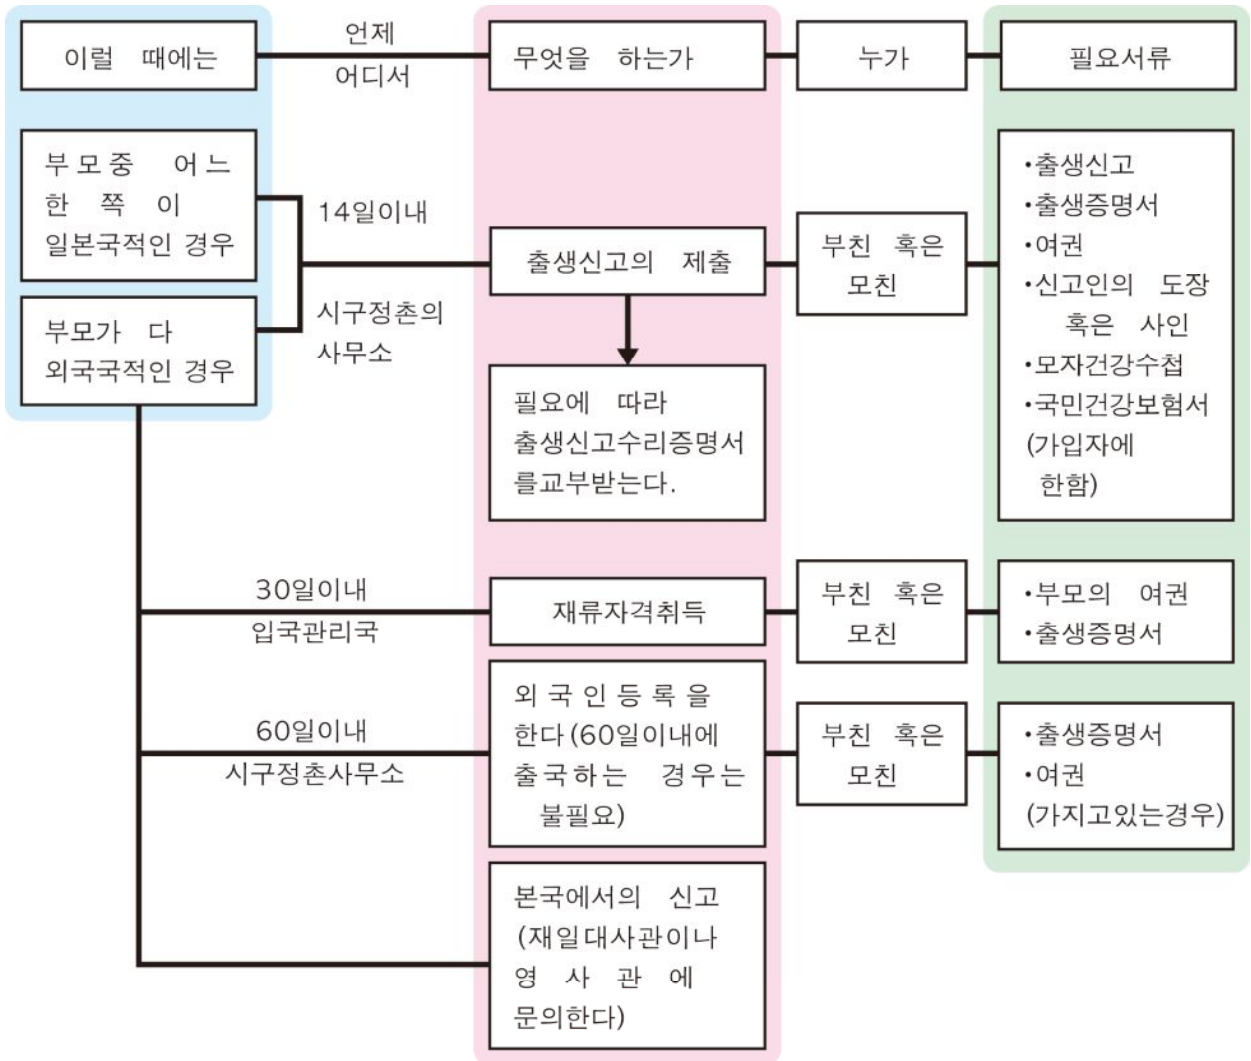 이럴 때에는
언제
어디서
무엇을 하는가
누가
필요서류
부모중 어느
한 쪽 이
일본국적인 경우
부모가 다
외국국적인 경우
14일이내
시구정촌의
사무소
출생신고의 제출
필요에 따라
출생신고수리증명서
를교부받는다.
부친 혹은
모친
・출생신고
・출생증명서
・여권
・신고인의 도장
혹은 사인
・모자건강수첩
・국민건강보험서
(가입자에
한함)
30일이내
입국관리국
재류자격취득
부친 혹은
모친
・부모의 여권
・출생증명서
60일이내
시구정촌사무소
외국인등록을
한다(60일이내에
출국하는 경우는
불필요)
부친 혹은
모친
・출생증명서
・여권
(가지고있는경우)
본국에서의 신고
(재일대사관이나
영 사 관 에
문의한다)